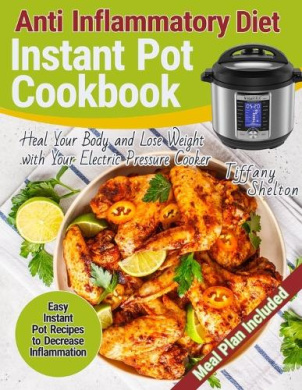 Anti Inflammatory Diet
Instant Pot
Cookbook
Heal Your Body and Lose Weight
with Your Electric Pressure Cooker
Tiffany
Shelton
Easy
Instant
Pot Recipes
to Decrease
Inflammation
Meal Plan Included